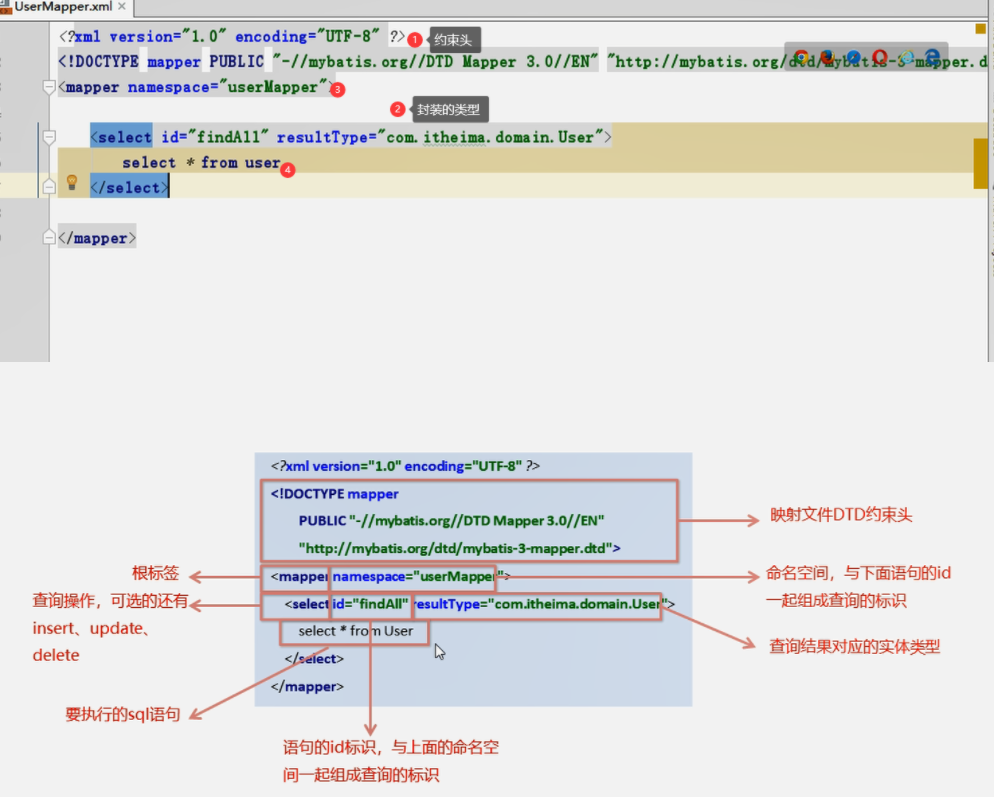 UserMapper.xml ×
<?xml version="1.0" encoding="UTF-8" ?> 1 约束头
<!DOCTYPE mapper PUBLIC "-//mybatis.org//DTD Mapper 3.0//EN" "http://mybatis.org/dtd/mybatis-3-mapper.d
<mapper namespace="userMapper"> 3
2 封装的类型
<select id="findAll" resultType="com.itheima.domain.User">
select * from user 4
</select>
</mapper>
<?xml version="1.0" encoding="UTF-8" ?>
<!DOCTYPE mapper
PUBLIC "-//mybatis.org//DTD Mapper 3.0//EN"
"http://mybatis.org/dtd/mybatis-3-mapper.dtd">
映射文件DTD约束头
根标签
<mapper namespace="userMapper">
命名空间，与下面语句的id
一起组成查询的标识
查询操作，可选的还有
insert、update、
delete
<select id="findAll" resultType="com.itheima.domain.User">
select * from User
</select>
</mapper>
查询结果对应的实体类型
要执行的sql语句
语句的id标识，与上面的命名空
间一起组成查询的标识